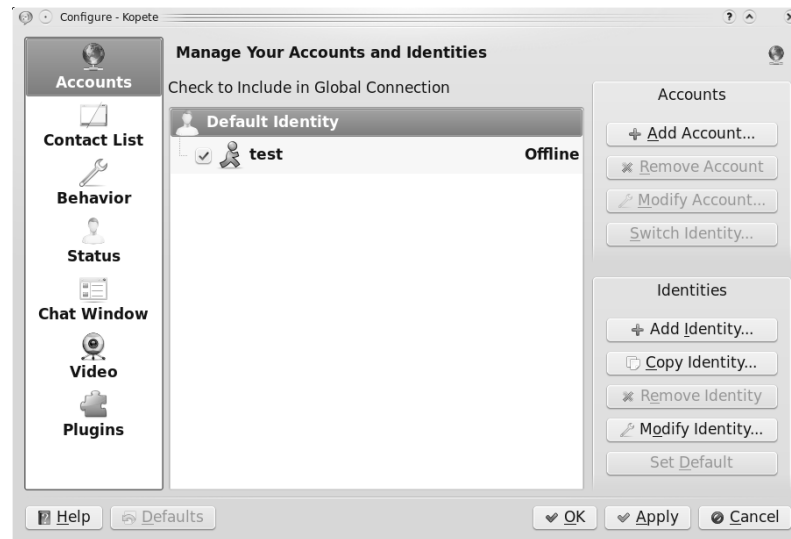 Configure - Kopete
Accounts
Contact List
Behavior
Status
Chat Window
Video
Plugins
Manage Your Accounts and Identities
Check to Include in Global Connection
Default Identity
test Offline
Accounts
Add Account...
Remove Account
Modify Account...
Switch Identity...
Identities
Add Identity...
Copy Identity...
Remove Identity
Modify Identity...
Set Default
Help
Defaults
OK
Apply
Cancel